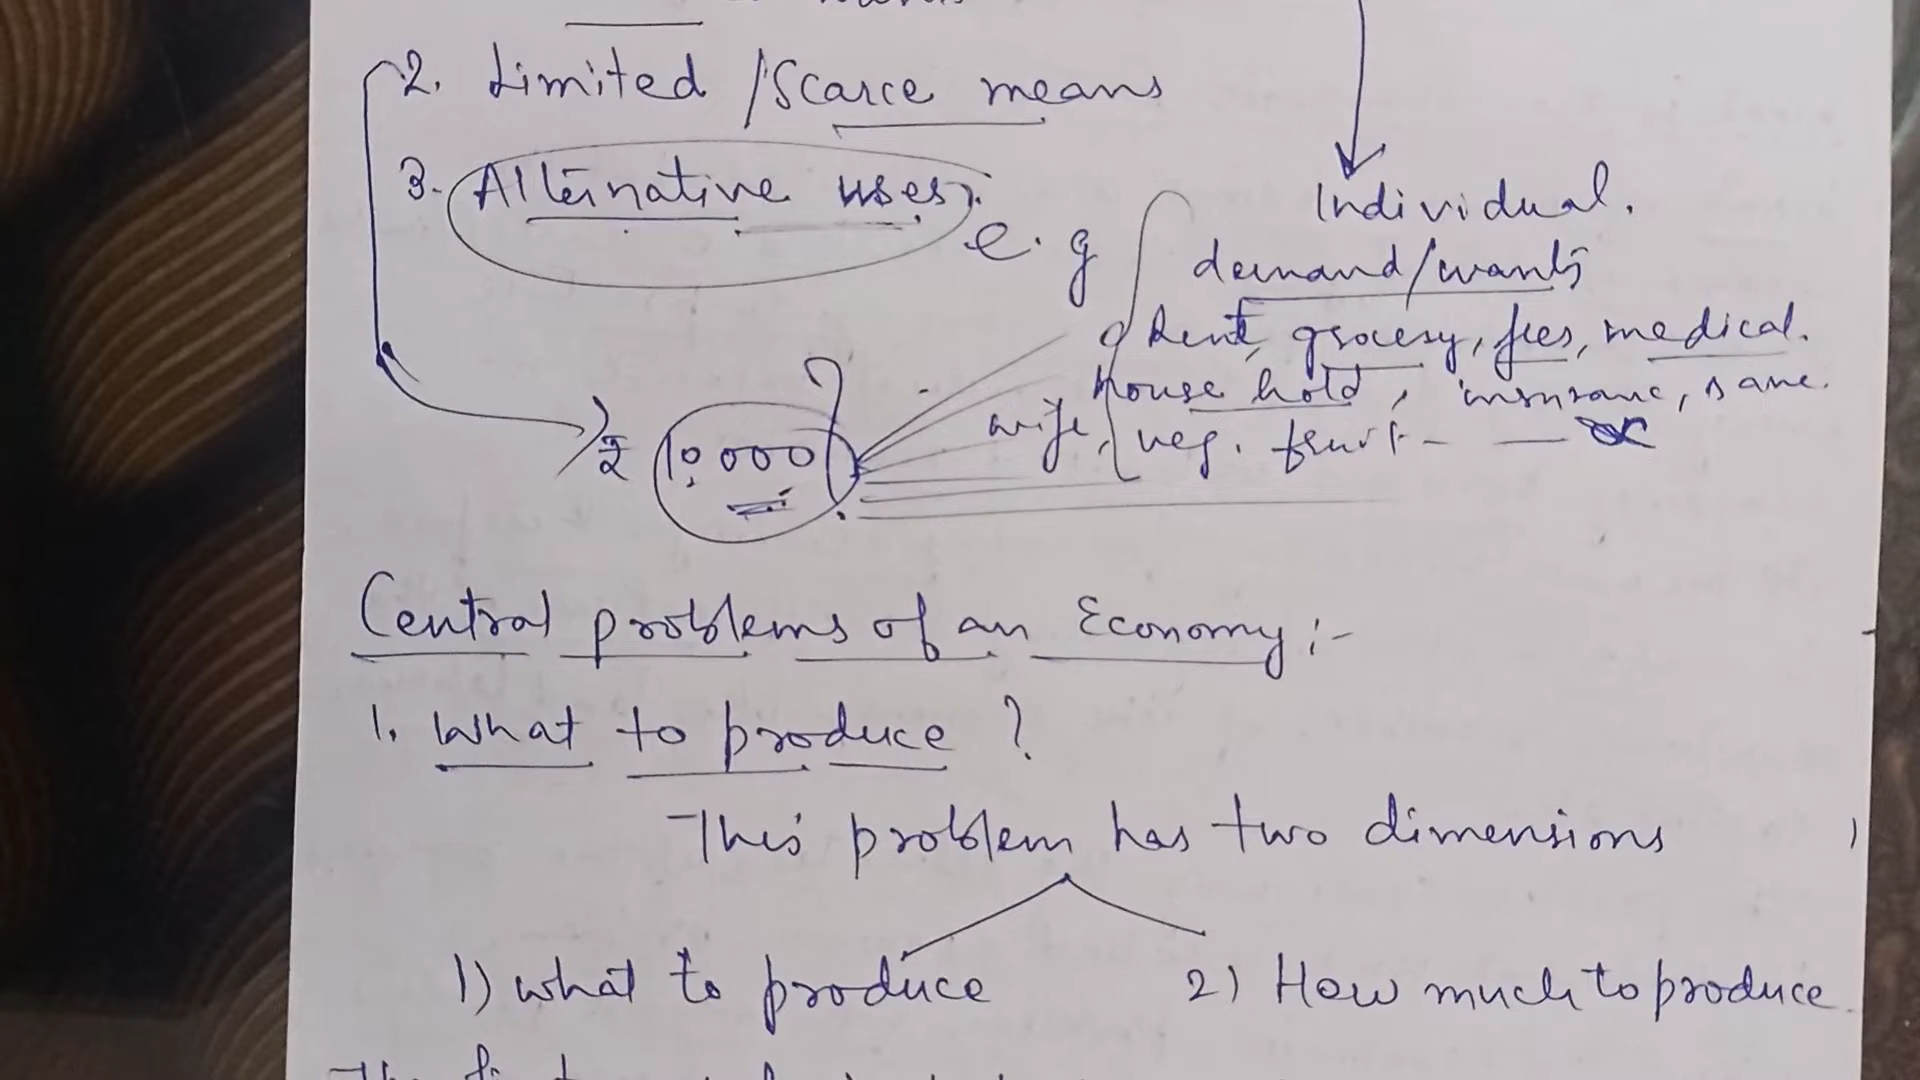 2. Limited / Scarce means
3. Alternative uses.
e.g
Individual.
demand/wants
Rent, grocery, fees, medical.
house hold, insurance, save
wife, veg. fruit -
₹ 10,000
Central problems of an Economy :-
1. What to produce ?
This problem has two dimensions
1) what to produce 2) How much to produce